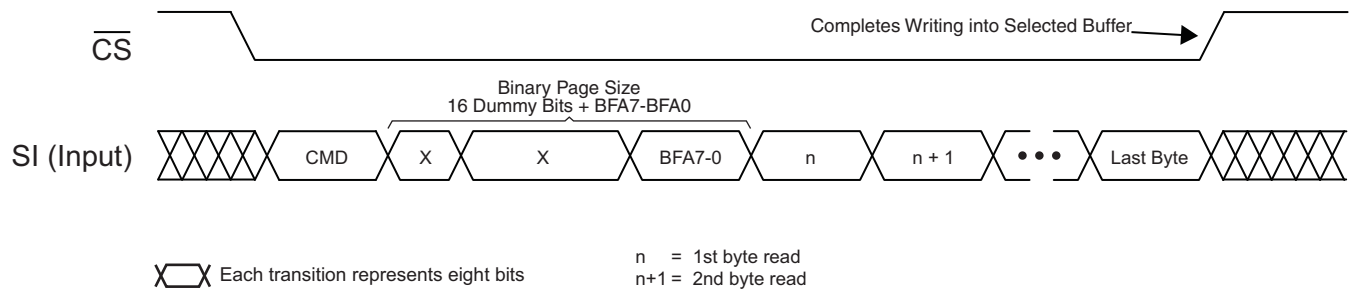 Completes Writing into Selected Buffer
CS
Binary Page Size
16 Dummy Bits + BFA7-BFA0
SI (Input)
CMD
X
X
BFA7-0
n
n + 1
•••
Last Byte
Each transition represents eight bits
n = 1st byte read
n+1 = 2nd byte read